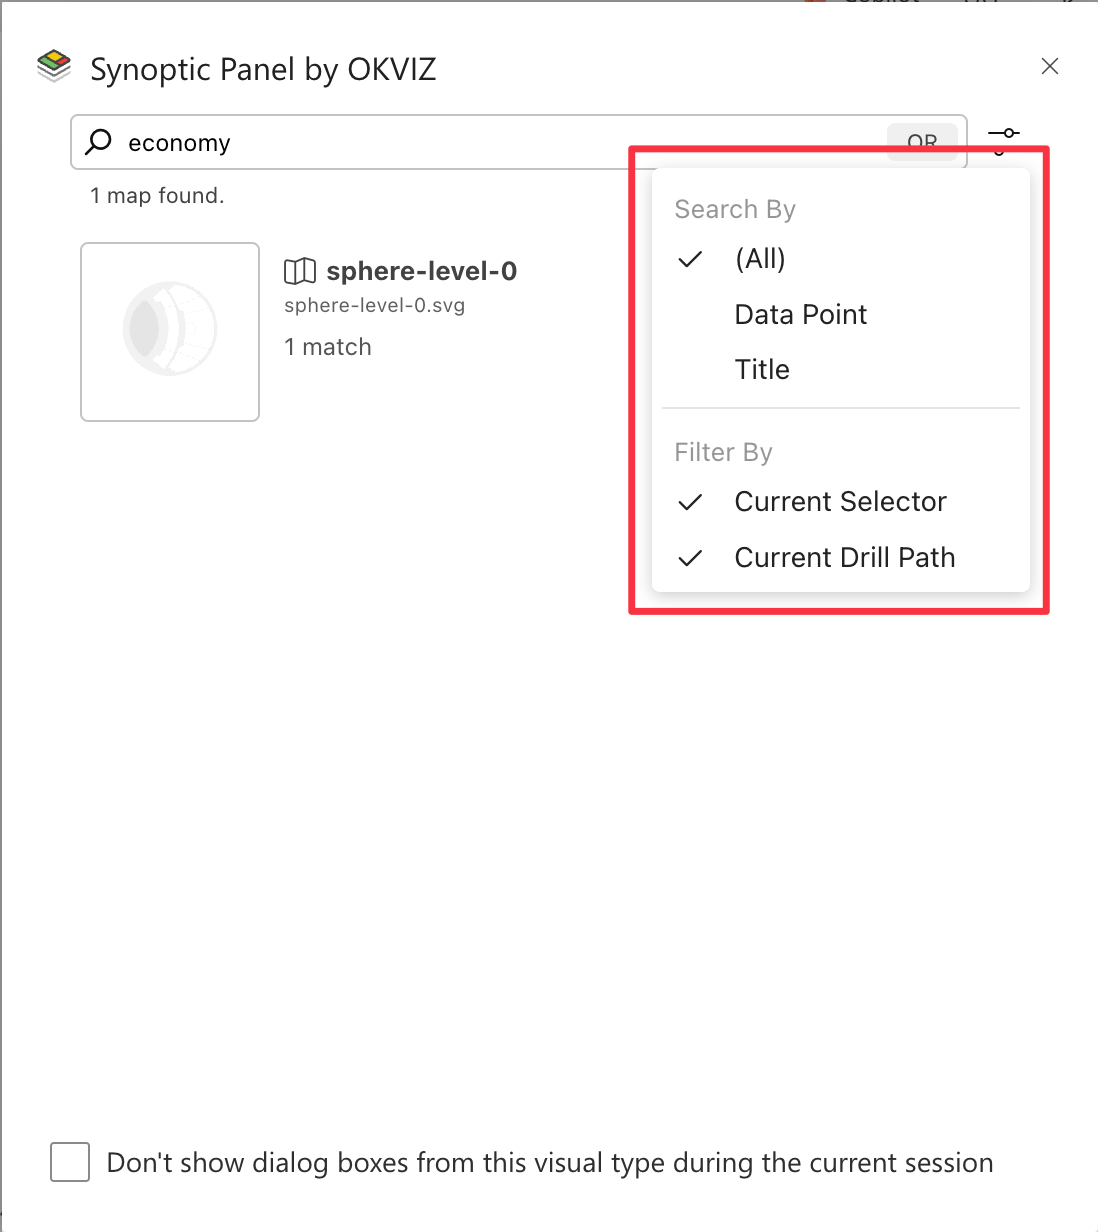 Synoptic Panel by OKVIZ
economy
OR
1 map found.
sphere-level-0
sphere-level-0.svg
1 match
Search By
(All)
Data Point
Title
Filter By
Current Selector
Current Drill Path
Don't show dialog boxes from this visual type during the current session